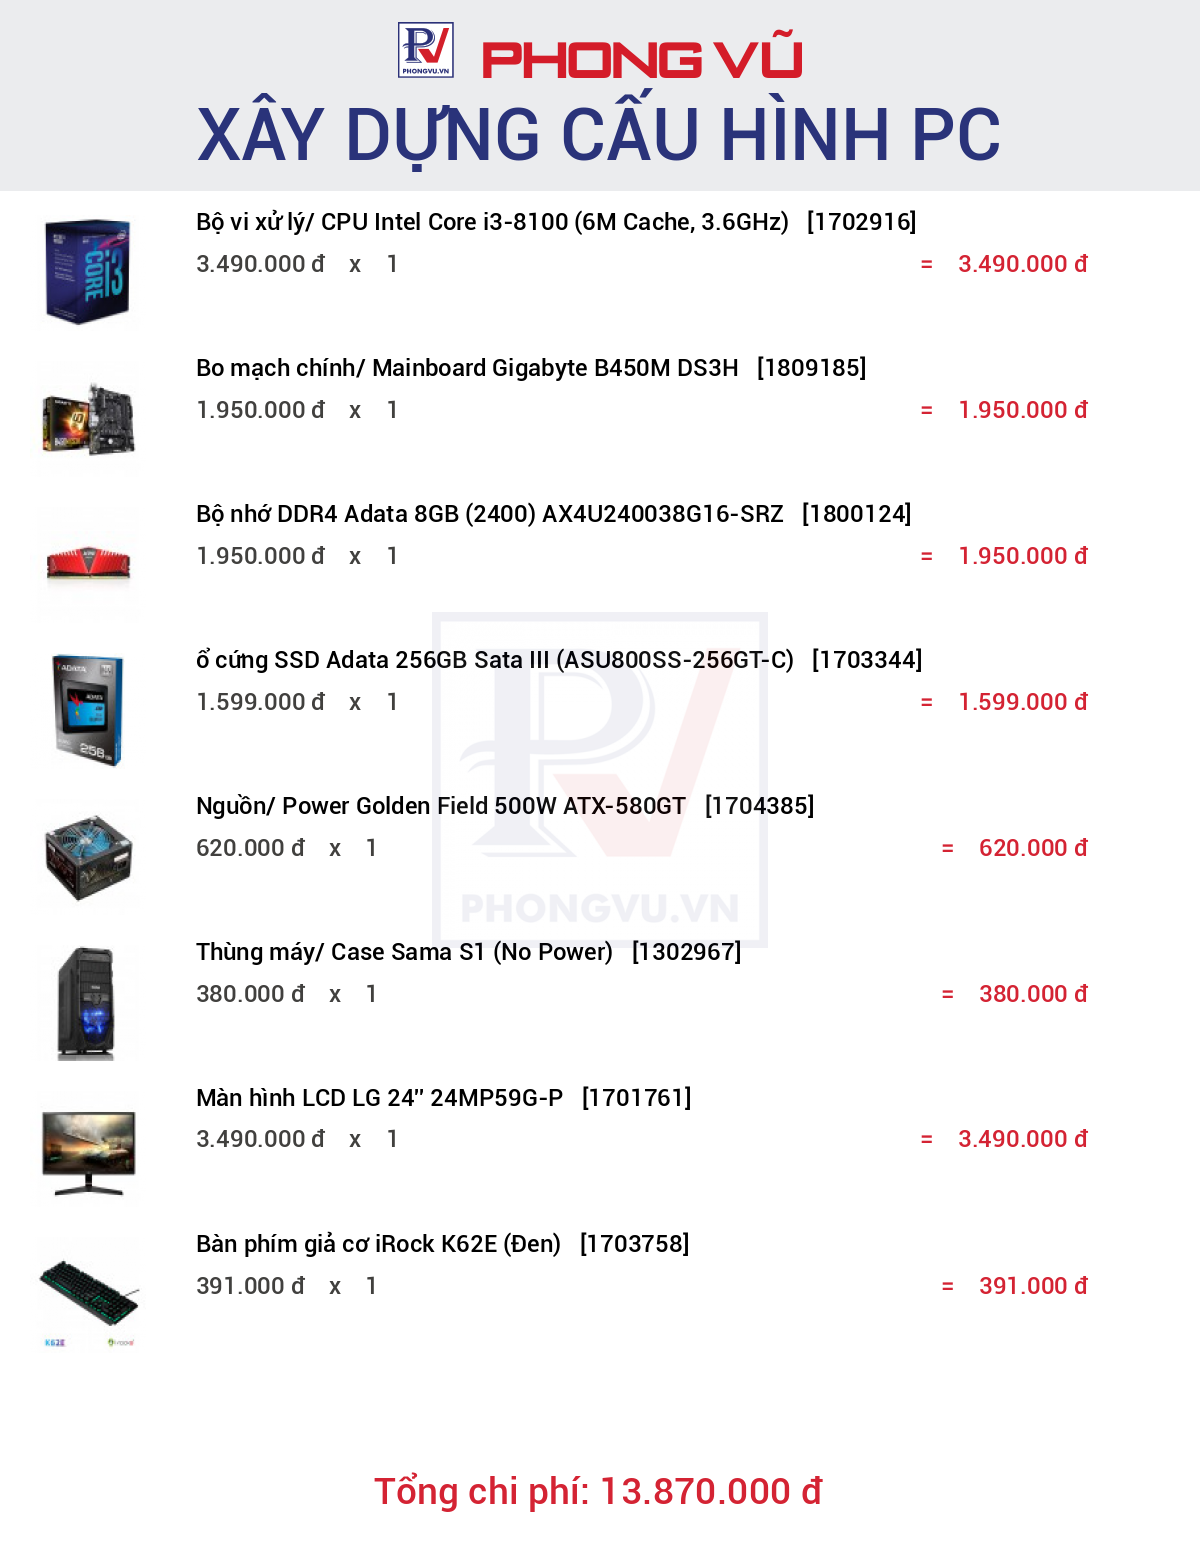 PHONGVU.VN
PHONG VŨ
XÂY DỰNG CẤU HÌNH PC
Bộ vi xử lý/ CPU Intel Core i3-8100 (6M Cache, 3.6GHz) [1702916]
3.490.000 đ x 1 = 3.490.000 đ
CORE i3
Bo mạch chính/ Mainboard Gigabyte B450M DS3H [1809185]
1.950.000 đ x 1 = 1.950.000 đ
Bộ nhớ DDR4 Adata 8GB (2400) AX4U240038G16-SRZ [1800124]
1.950.000 đ x 1 = 1.950.000 đ
ổ cứng SSD Adata 256GB Sata III (ASU800SS-256GT-C) [1703344]
1.599.000 đ x 1 = 1.599.000 đ
ADATA
ADATA
256
Nguồn/ Power Golden Field 500W ATX-580GT [1704385]
620.000 đ x 1 = 620.000 đ
PHONGVU.VN
Thùng máy/ Case Sama S1 (No Power) [1302967]
380.000 đ x 1 = 380.000 đ
Màn hình LCD LG 24" 24MP59G-P [1701761]
3.490.000 đ x 1 = 3.490.000 đ
Bàn phím giả cơ iRock K62E (Đen) [1703758]
391.000 đ x 1 = 391.000 đ
K62E
Tổng chi phí: 13.870.000 đ